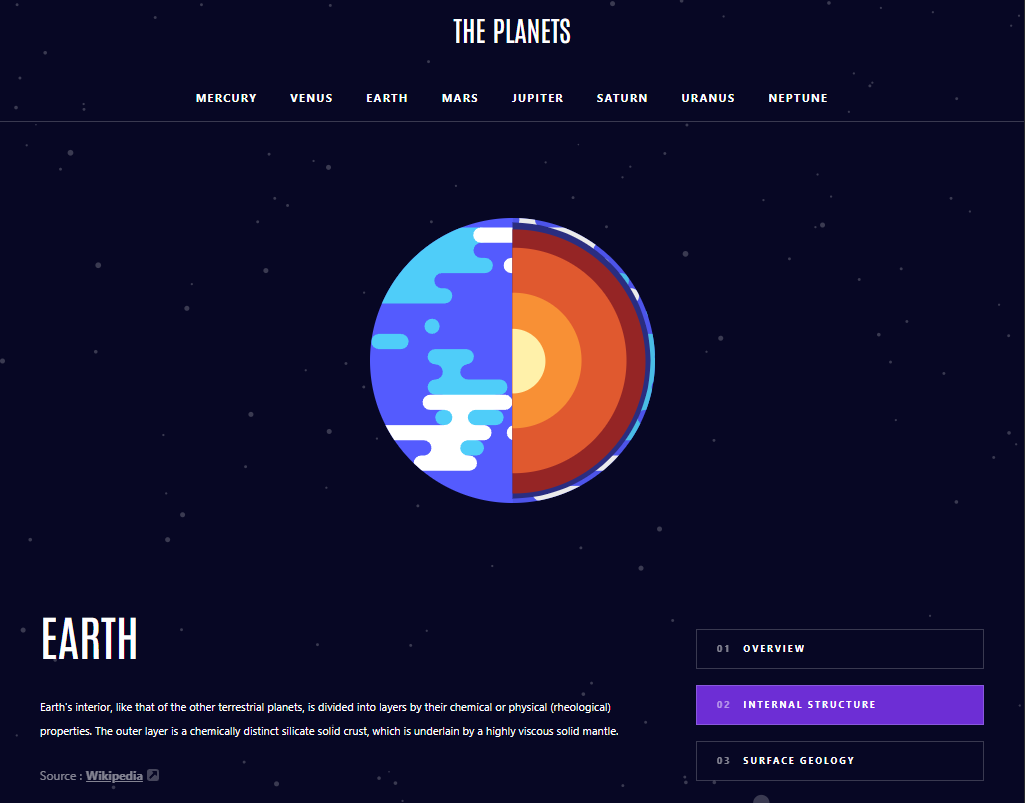 THE PLANETS
MERCURY VENUS EARTH MARS JUPITER SATURN URANUS NEPTUNE
EARTH
Earth's interior, like that of the other terrestrial planets, is divided into layers by their chemical or physical (rheological)
properties. The outer layer is a chemically distinct silicate solid crust, which is underlain by a highly viscous solid mantle.
Source : Wikipedia
01 OVERVIEW
02 INTERNAL STRUCTURE
03 SURFACE GEOLOGY